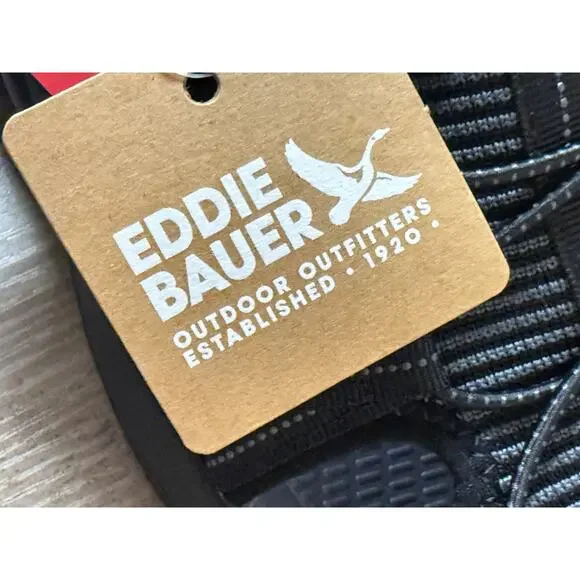 EDDIE
BAUER
OUTDOOR OUTFITTERS
ESTABLISHED • 1920 •